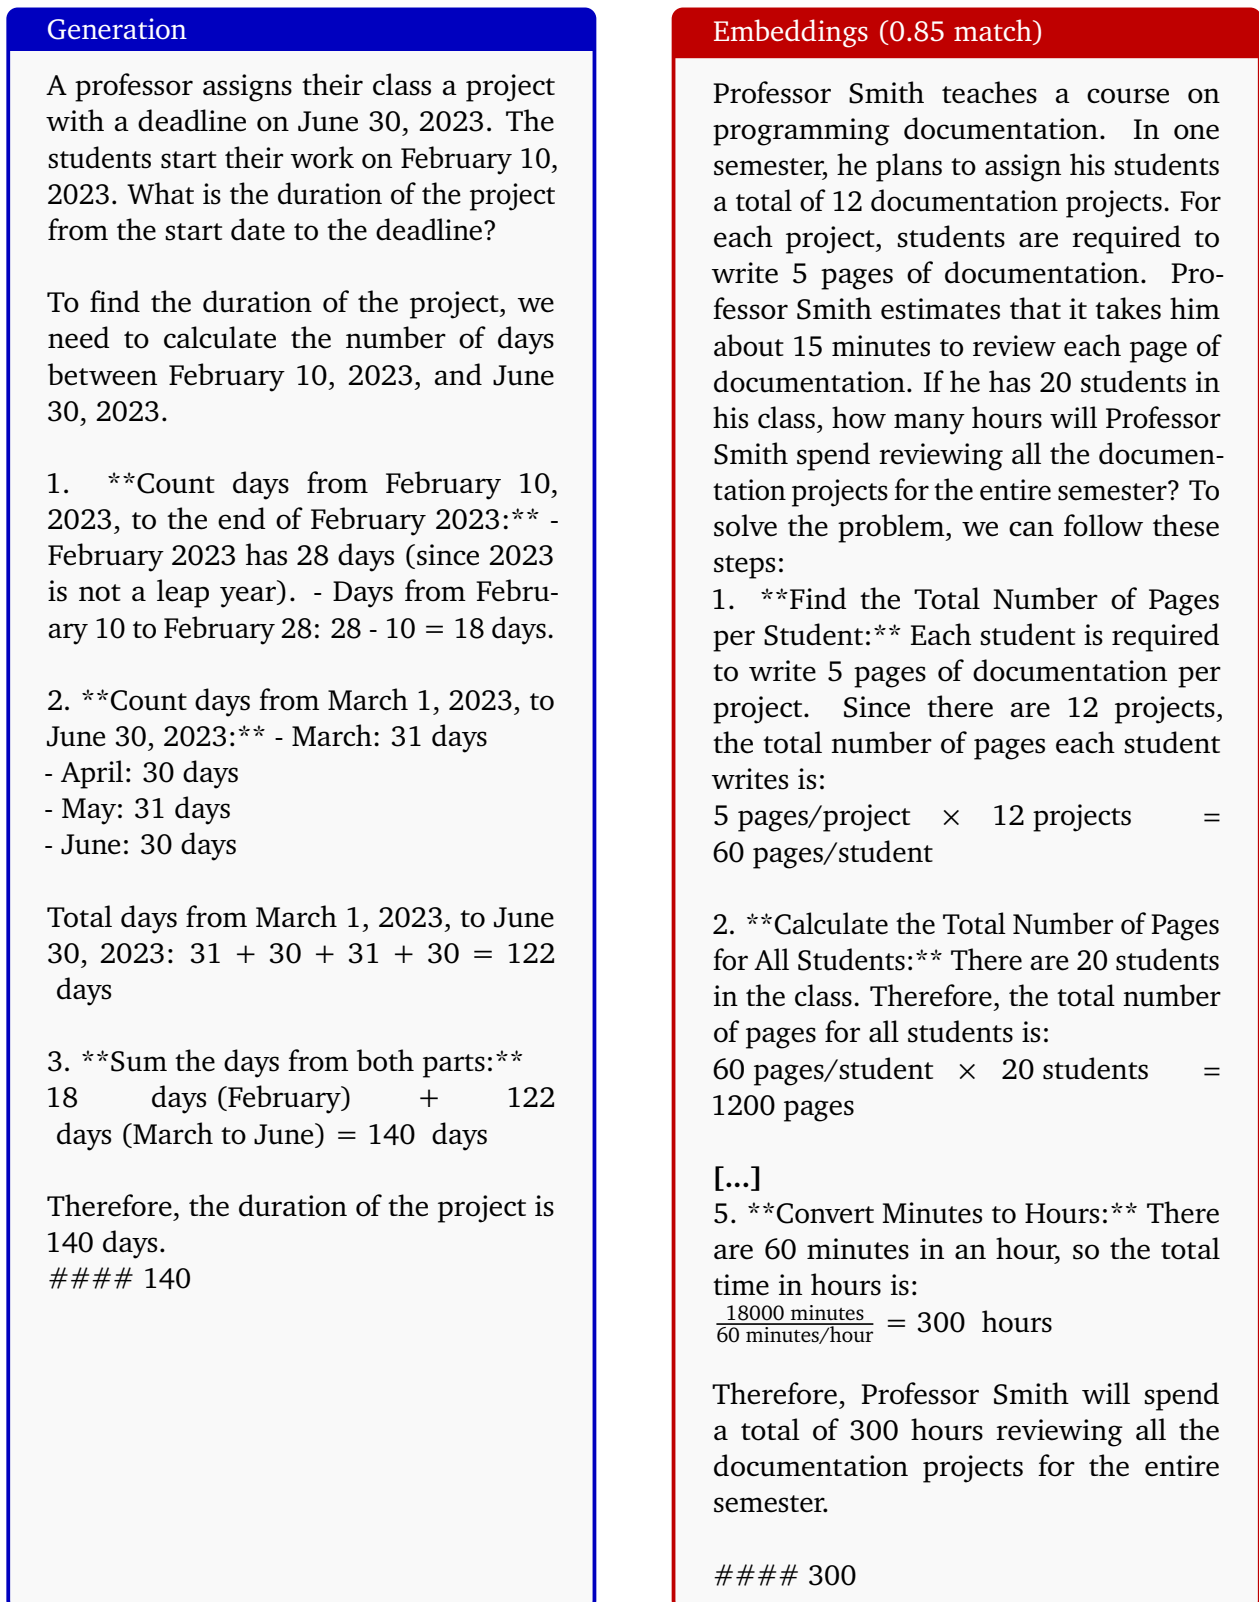 Generation
A professor assigns their class a project
with a deadline on June 30, 2023. The
students start their work on February 10,
2023. What is the duration of the project
from the start date to the deadline?
To find the duration of the project, we
need to calculate the number of days
between February 10, 2023, and June
30, 2023.
1. **Count days from February 10,
2023, to the end of February 2023:** -
February 2023 has 28 days (since 2023
is not a leap year). - Days from Febru-
ary 10 to February 28: 28 - 10 = 18 days.
2. **Count days from March 1, 2023, to
June 30, 2023:** - March: 31 days
- April: 30 days
- May: 31 days
- June: 30 days
Total days from March 1, 2023, to June
30, 2023: 31 + 30 + 31 + 30 = 122
days
3. **Sum the days from both parts:**
18 days (February) + 122
days (March to June) = 140 days
Therefore, the duration of the project is
140 days.
#### 140
Embeddings (0.85 match)
Professor Smith teaches a course on
programming documentation. In one
semester, he plans to assign his students
a total of 12 documentation projects. For
each project, students are required to
write 5 pages of documentation. Pro-
fessor Smith estimates that it takes him
about 15 minutes to review each page of
documentation. If he has 20 students in
his class, how many hours will Professor
Smith spend reviewing all the documen-
tation projects for the entire semester? To
solve the problem, we can follow these
steps:
1. **Find the Total Number of Pages
per Student:** Each student is required
to write 5 pages of documentation per
project. Since there are 12 projects,
the total number of pages each student
writes is:
5 pages/project × 12 projects =
60 pages/student
2. **Calculate the Total Number of Pages
for All Students:** There are 20 students
in the class. Therefore, the total number
of pages for all students is:
60 pages/student × 20 students =
1200 pages
[...]
5. **Convert Minutes to Hours:** There
are 60 minutes in an hour, so the total
time in hours is:
18000 minutes
60 minutes/hour = 300 hours
Therefore, Professor Smith will spend
a total of 300 hours reviewing all the
documentation projects for the entire
semester.
#### 300